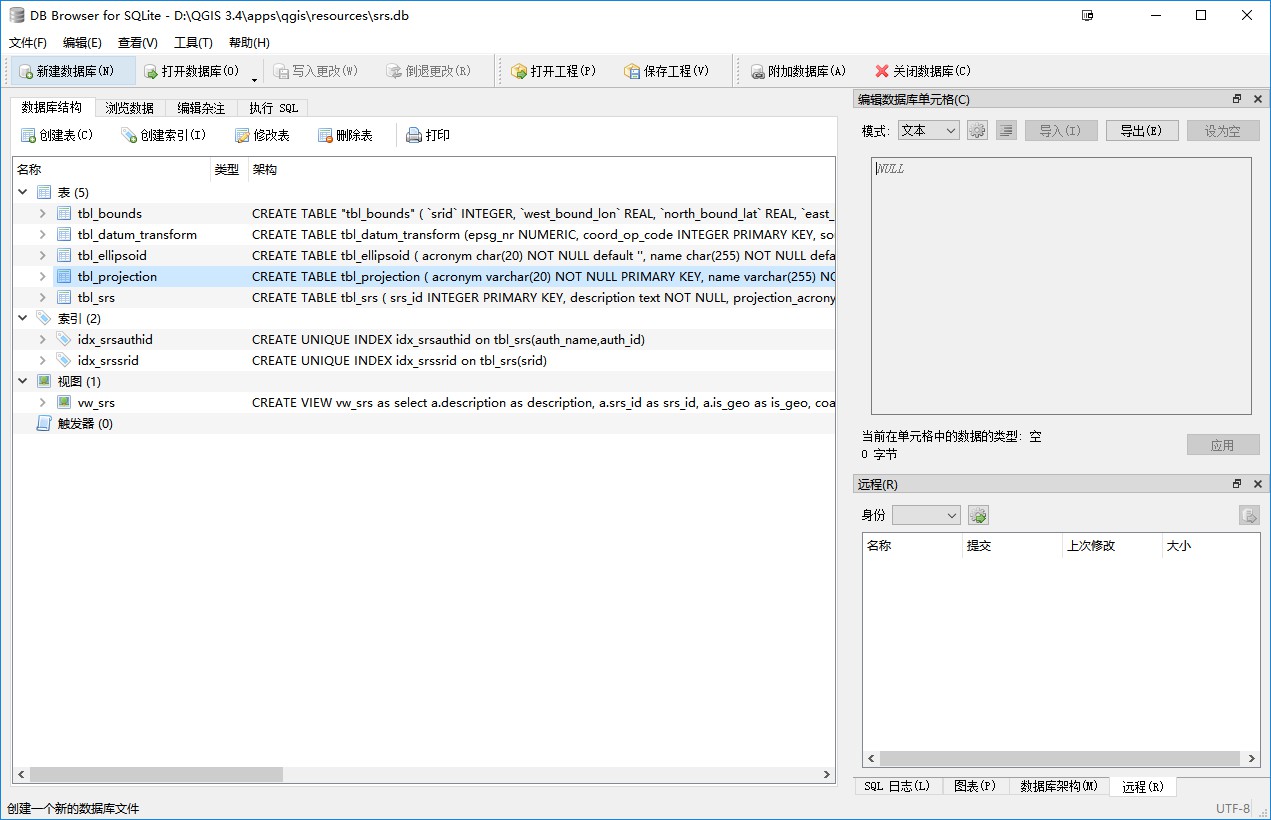 DB Browser for SQLite - D:\QGIS 3.4\apps\qgis\resources\srs.db
文件(F) 编辑(E) 查看(V) 工具(T) 帮助(H)
新建数据库(N) 打开数据库(O) 写入更改(W) 倒退更改(R) 打开工程(P) 保存工程(V) 附加数据库(A) 关闭数据库(C)
数据库结构 浏览数据 编辑杂注 执行 SQL
创建表(C) 创建索引(I) 修改表 删除表 打印
名称 类型 架构
表 (5)
tbl_bounds CREATE TABLE "tbl_bounds" ( `srid` INTEGER, `west_bound_lon` REAL, `north_bound_lat` REAL, `east_
tbl_datum_transform CREATE TABLE tbl_datum_transform (epsg_nr NUMERIC, coord_op_code INTEGER PRIMARY KEY, so
tbl_ellipsoid CREATE TABLE tbl_ellipsoid ( acronym char(20) NOT NULL default '', name char(255) NOT NULL defa
tbl_projection CREATE TABLE tbl_projection ( acronym varchar(20) NOT NULL PRIMARY KEY, name varchar(255) NO
tbl_srs CREATE TABLE tbl_srs ( srs_id INTEGER PRIMARY KEY, description text NOT NULL, projection_acrony
索引 (2)
idx_srsauthid CREATE UNIQUE INDEX idx_srsauthid on tbl_srs(auth_name,auth_id)
idx_srssrid CREATE UNIQUE INDEX idx_srssrid on tbl_srs(srid)
视图 (1)
vw_srs CREATE VIEW vw_srs as select a.description as description, a.srs_id as srs_id, a.is_geo as is_geo, coa
触发器 (0)
编辑数据库单元格(C)
模式: 文本 导入(I) 导出(E) 设为空
NULL
当前在单元格中的数据的类型: 空
0 字节
应用
远程(R)
身份
名称 提交 上次修改 大小
SQL 日志(L) 图表(P) 数据库架构(M) 远程(R)
创建一个新的数据库文件
UTF-8